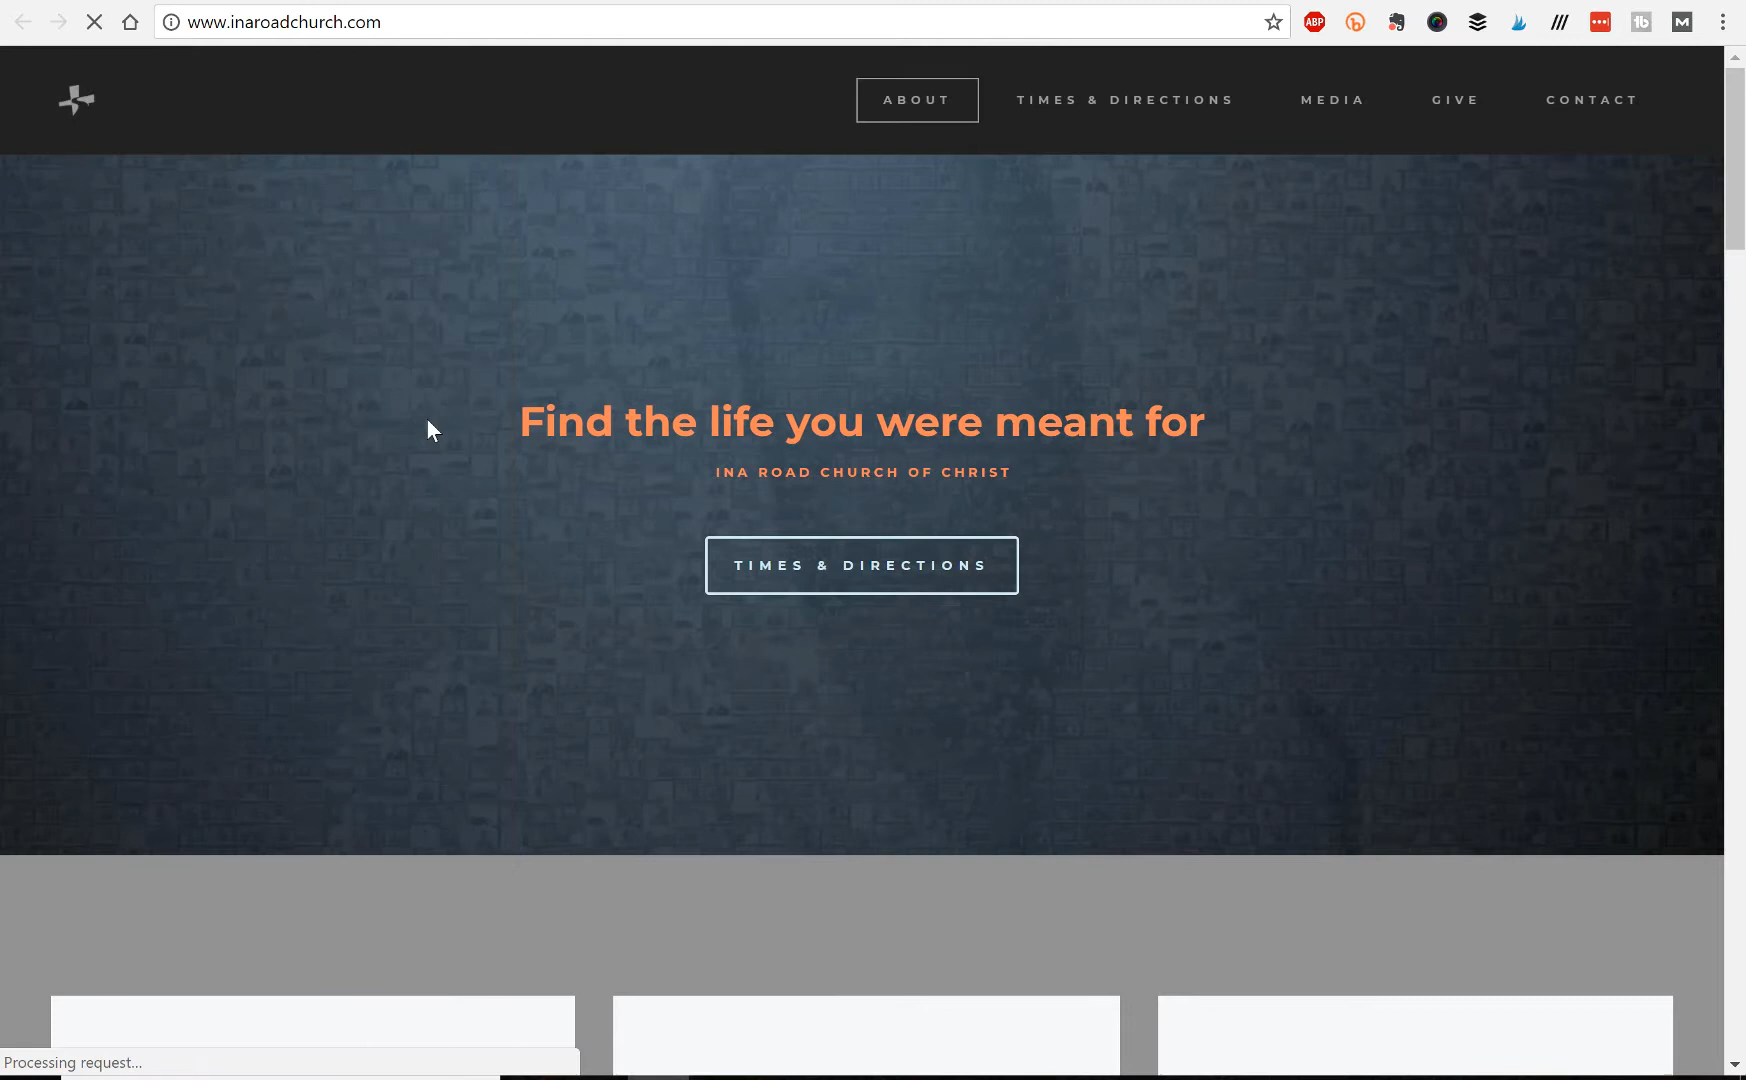 www.inaroadchurch.com
ABP
ABOUT
TIMES & DIRECTIONS
MEDIA
GIVE
CONTACT
Find the life you were meant for
INA ROAD CHURCH OF CHRIST
TIMES & DIRECTIONS
Processing request...